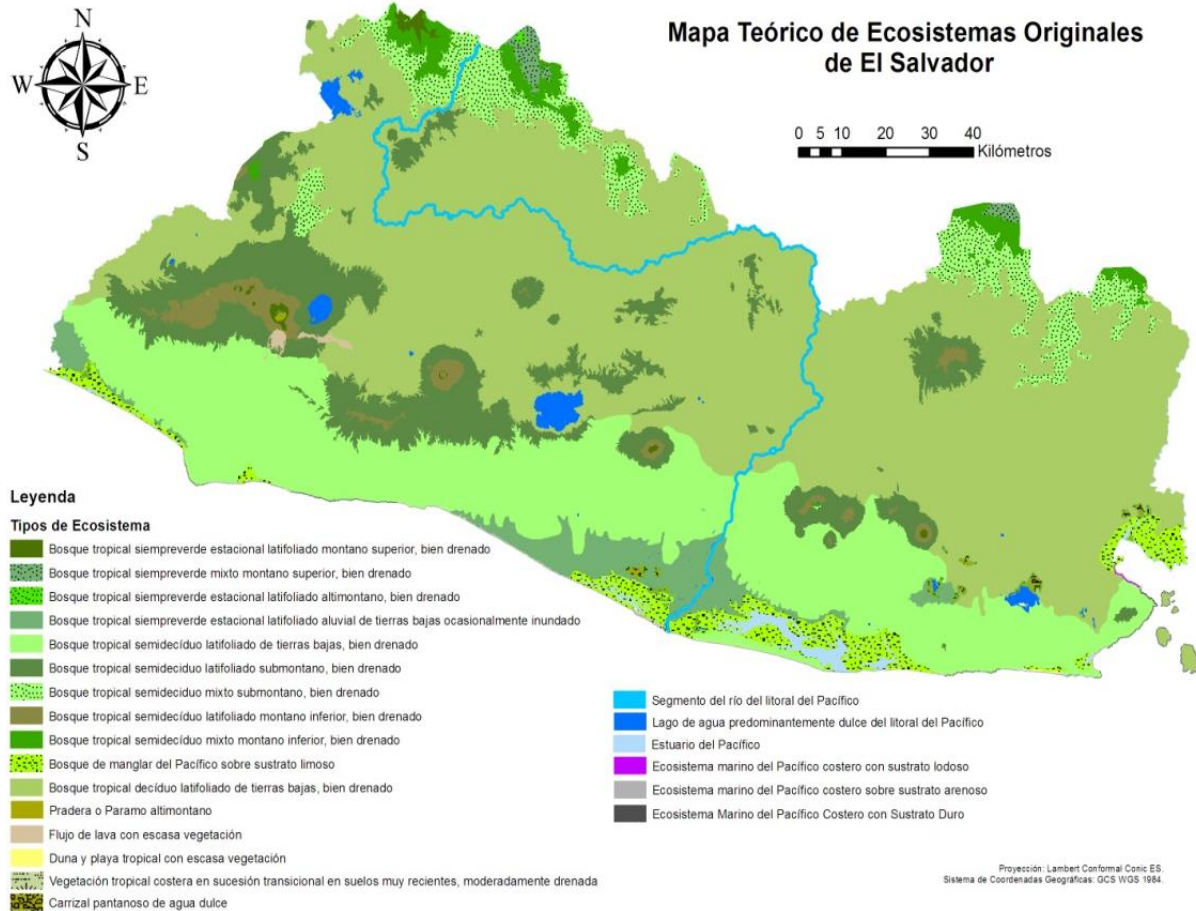 Mapa Teórico de Ecosistemas Originales
de El Salvador
N
W
E
S
0 5 10 20 30 40
Kilómetros
Leyenda
Tipos de Ecosistema
Bosque tropical siempreverde estacional latifoliado montano superior, bien drenado
Bosque tropical siempreverde mixto montano superior, bien drenado
Bosque tropical siempreverde estacional latifoliado altimontano, bien drenado
Bosque tropical siempreverde estacional latifoliado aluvial de tierras bajas ocasionalmente inundado
Bosque tropical semidecíduo latifoliado de tierras bajas, bien drenado
Bosque tropical semideciduo latifoliado submontano, bien drenado
Bosque tropical semideciduo mixto submontano, bien drenado
Bosque tropical semidecíduo latifoliado montano inferior, bien drenado
Bosque tropical semidecíduo mixto montano inferior, bien drenado
Bosque de manglar del Pacífico sobre sustrato limoso
Bosque tropical decíduo latifoliado de tierras bajas, bien drenado
Pradera o Paramo altimontano
Flujo de lava con escasa vegetación
Duna y playa tropical con escasa vegetación
Vegetación tropical costera en sucesión transicional en suelos muy recientes, moderadamente drenada
Carrizal pantanoso de agua dulce
Segmento del río del litoral del Pacífico
Lago de agua predominantemente dulce del litoral del Pacífico
Estuario del Pacífico
Ecosistema marino del Pacífico costero con sustrato lodoso
Ecosistema marino del Pacífico costero sobre sustrato arenoso
Ecosistema Marino del Pacífico Costero con Sustrato Duro
Proyección: Lambert Conformal Conic ES.
Sistema de Coordenadas Geográficas: GCS WGS 1984.